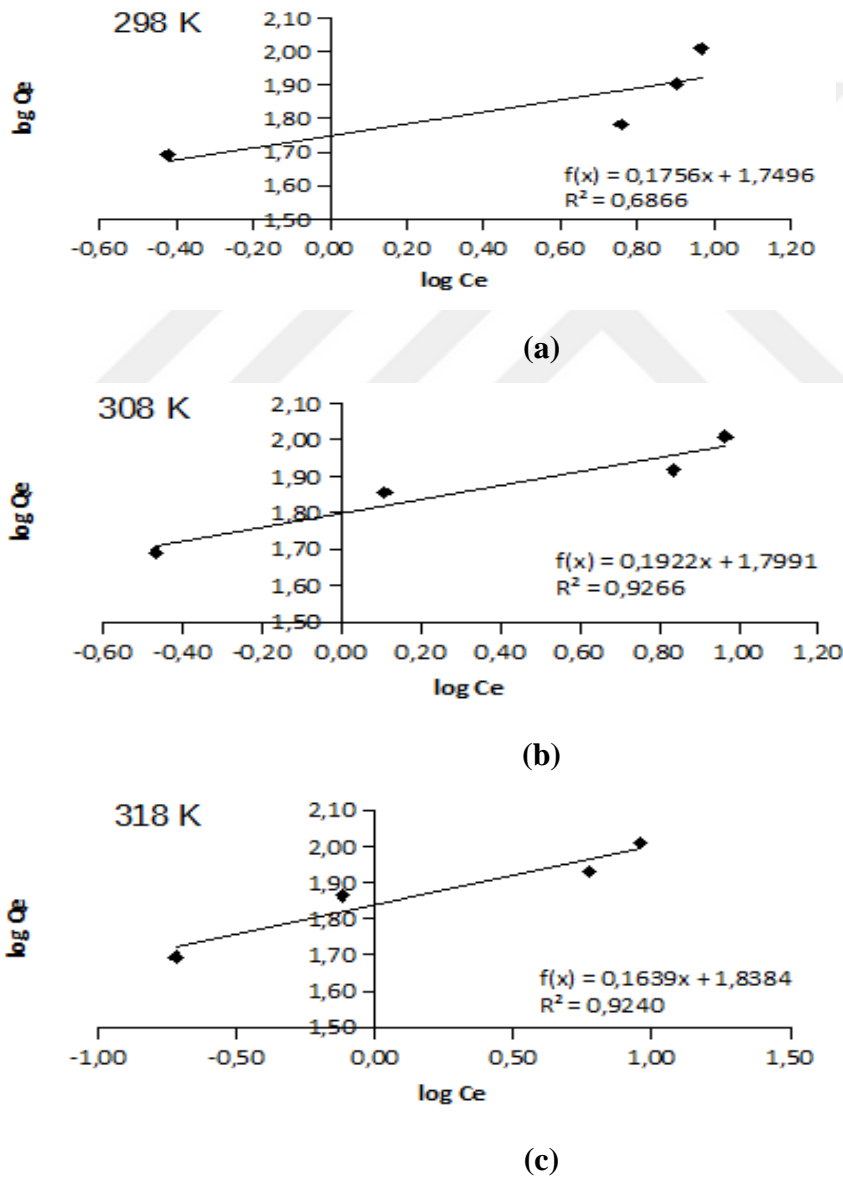 298 K
2,10
2,00
1,90
1,80
1,70
1,60
1,50
log Qe
f(x) = 0,1756x + 1,7496
R² = 0,6866
-0,60 -0,40 -0,20 0,00 0,20 0,40 0,60 0,80 1,00 1,20
log Ce
(a)
308 K
2,10
2,00
1,90
1,80
1,70
1,60
1,50
log Qe
f(x) = 0,1922x + 1,7991
R² = 0,9266
-0,60 -0,40 -0,20 0,00 0,20 0,40 0,60 0,80 1,00 1,20
log Ce
(b)
318 K
2,10
2,00
1,90
1,80
1,70
1,60
1,50
log Qe
f(x) = 0,1639x + 1,8384
R² = 0,9240
-1,00 -0,50 0,00 0,50 1,00 1,50
log Ce
(c)